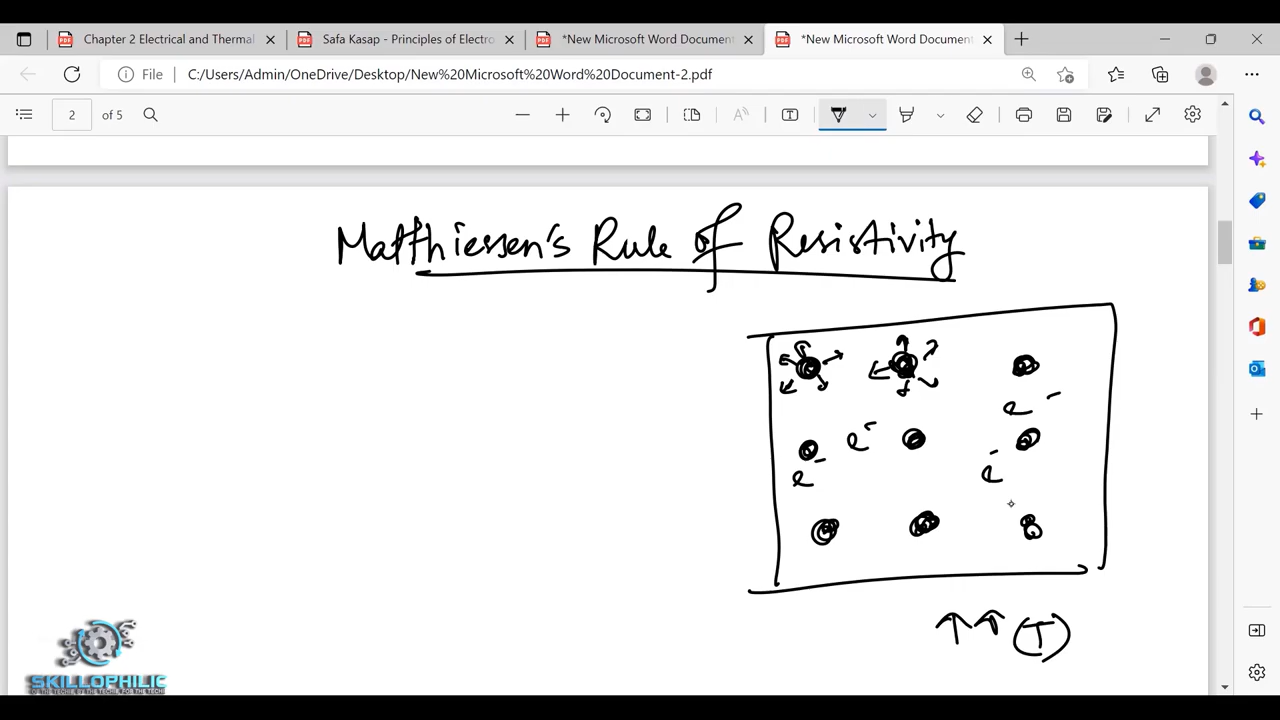 Chapter 2 Electrical and Thermal
Safa Kasap - Principles of Electro
*New Microsoft Word Document
*New Microsoft Word Document
File
C:/Users/Admin/OneDrive/Desktop/New%20Microsoft%20Word%20Document-2.pdf
2 of 5
Matthiessen's Rule of Resistivity
e⁻
e⁻
e⁻
e⁻
↑↑ (T)
SKILLOPHILIC